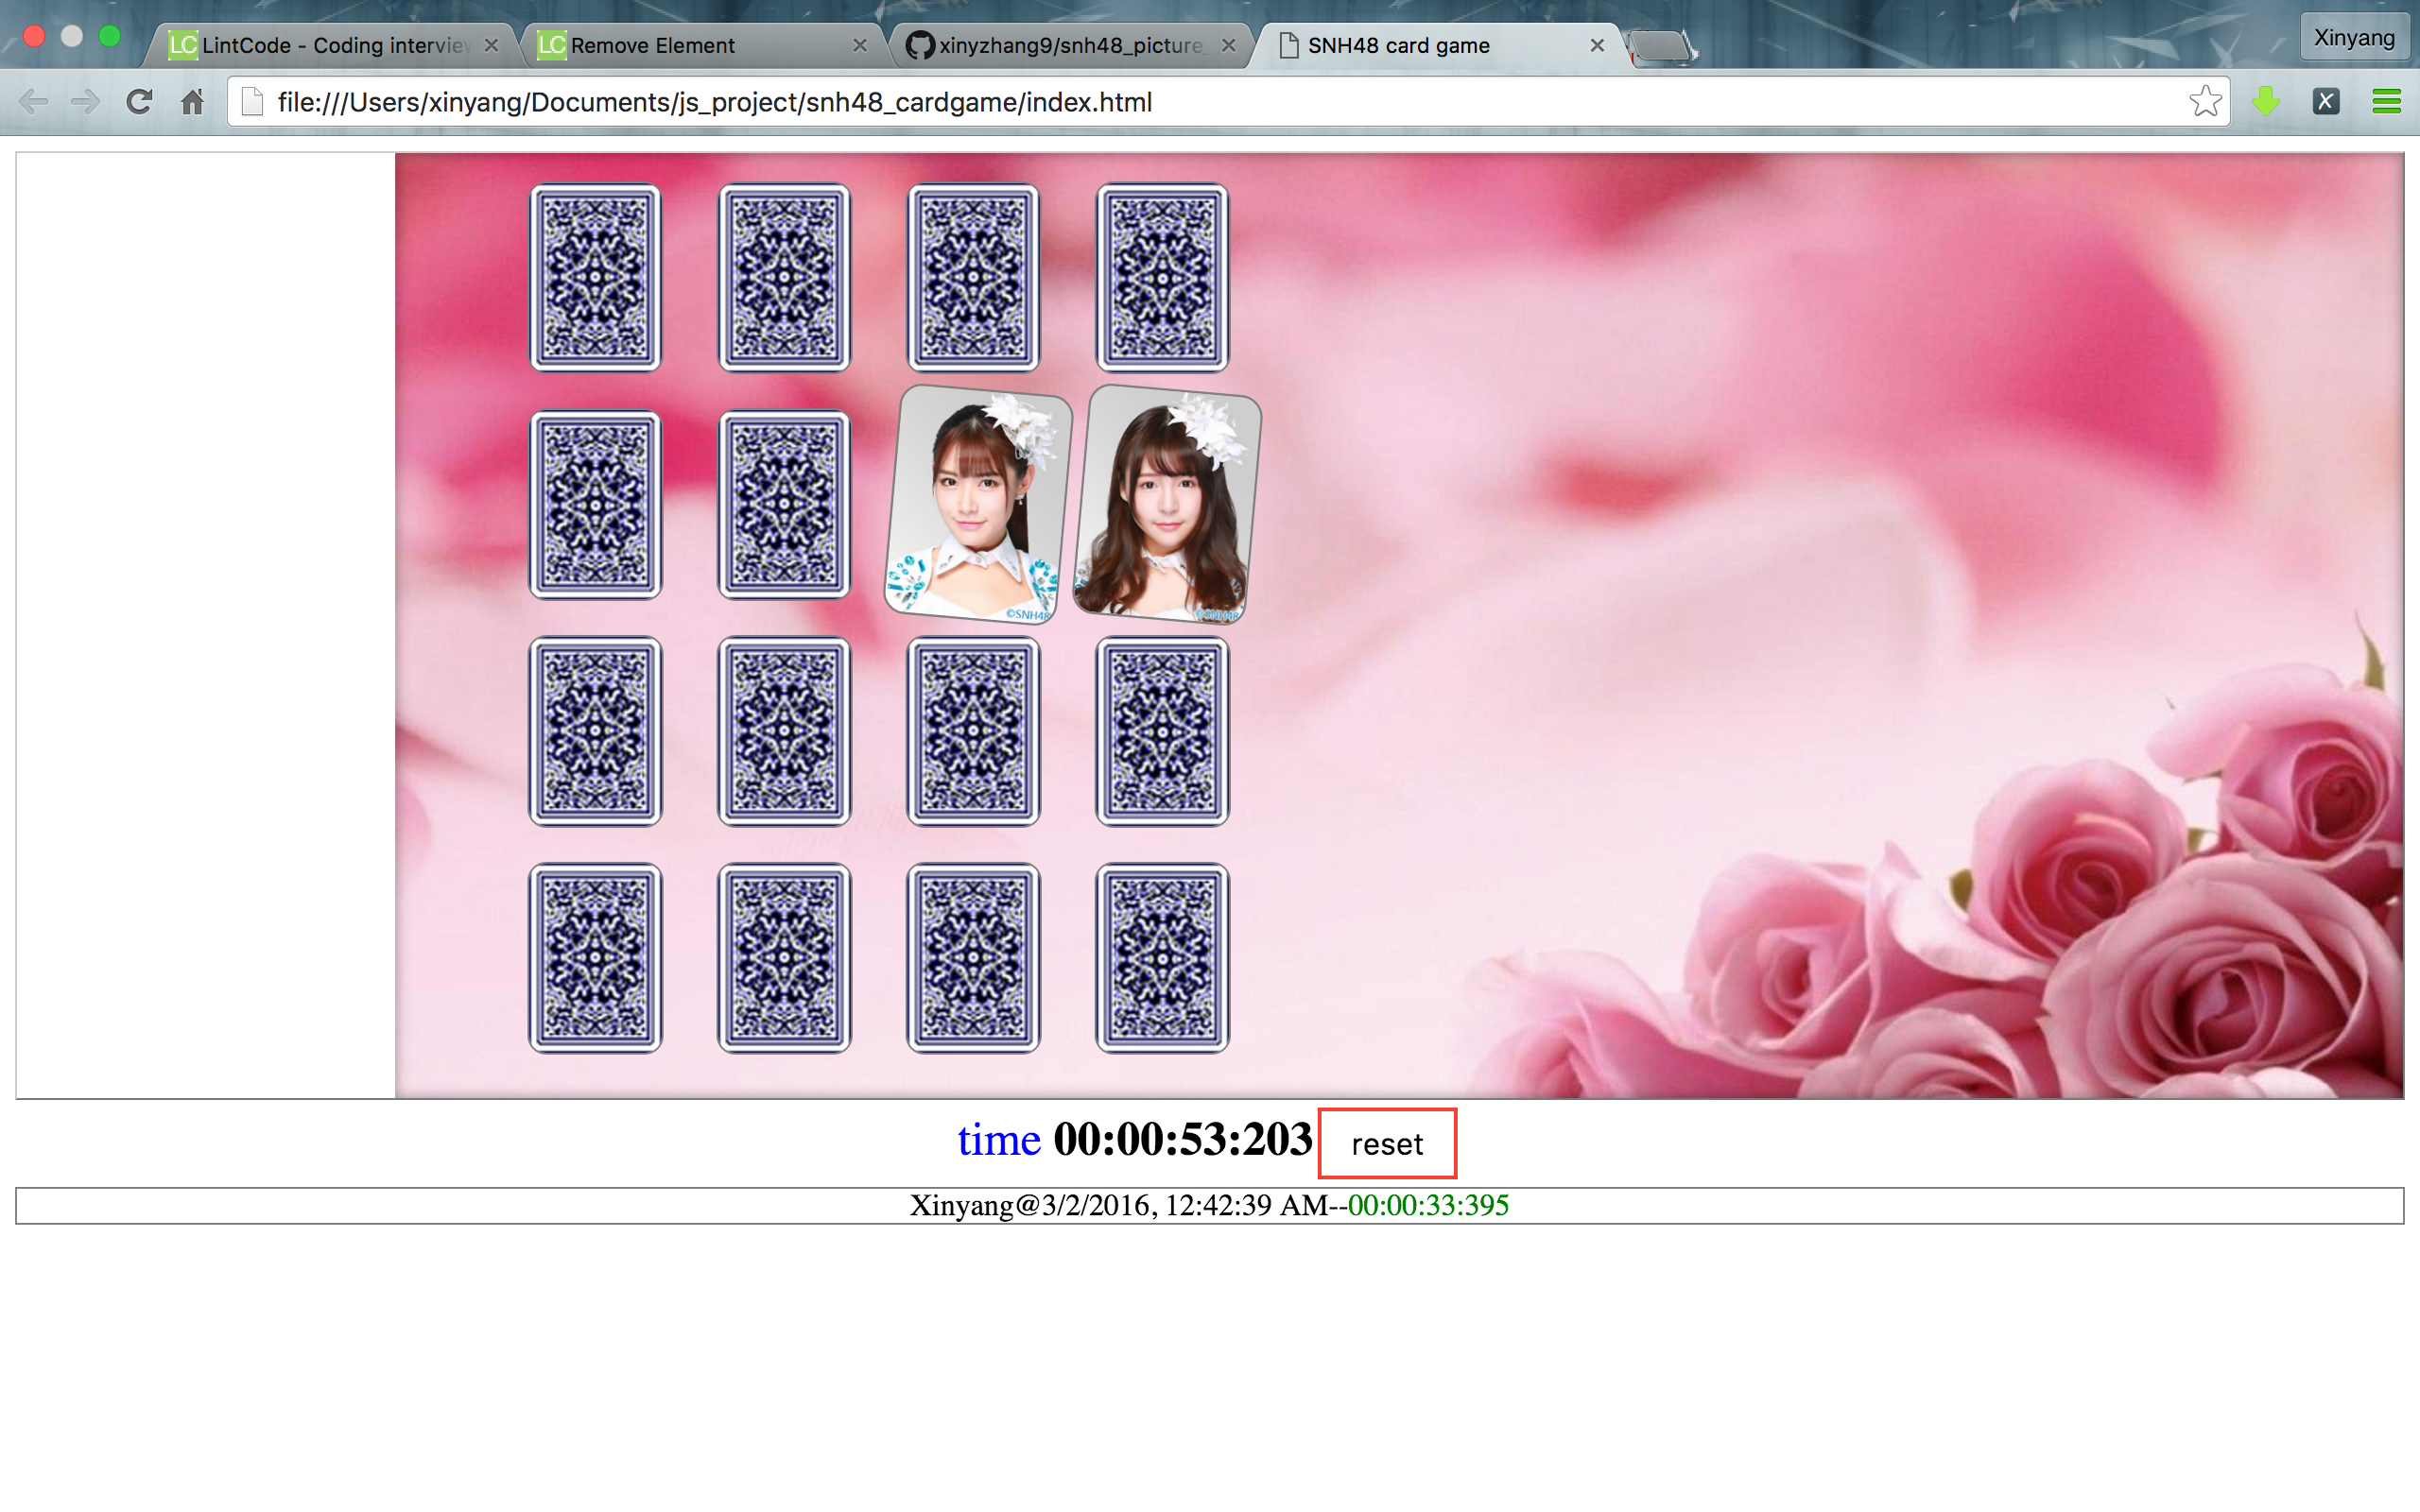 LC LintCode - Coding interview
LC Remove Element
xinyzhang9/snh48_picture_
SNH48 card game
Xinyang
file:///Users/xinyang/Documents/js_project/snh48_cardgame/index.html
X
©SNH48
©SNH48
time 00:00:53:203 reset
Xinyang@3/2/2016, 12:42:39 AM--00:00:33:395